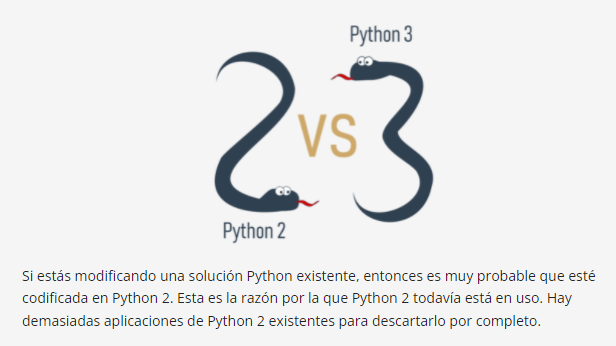 Python 3
2 VS 3
Python 2
Si estás modificando una solución Python existente, entonces es muy probable que esté
codificada en Python 2. Esta es la razón por la que Python 2 todavía está en uso. Hay
demasiadas aplicaciones de Python 2 existentes para descartarlo por completo.